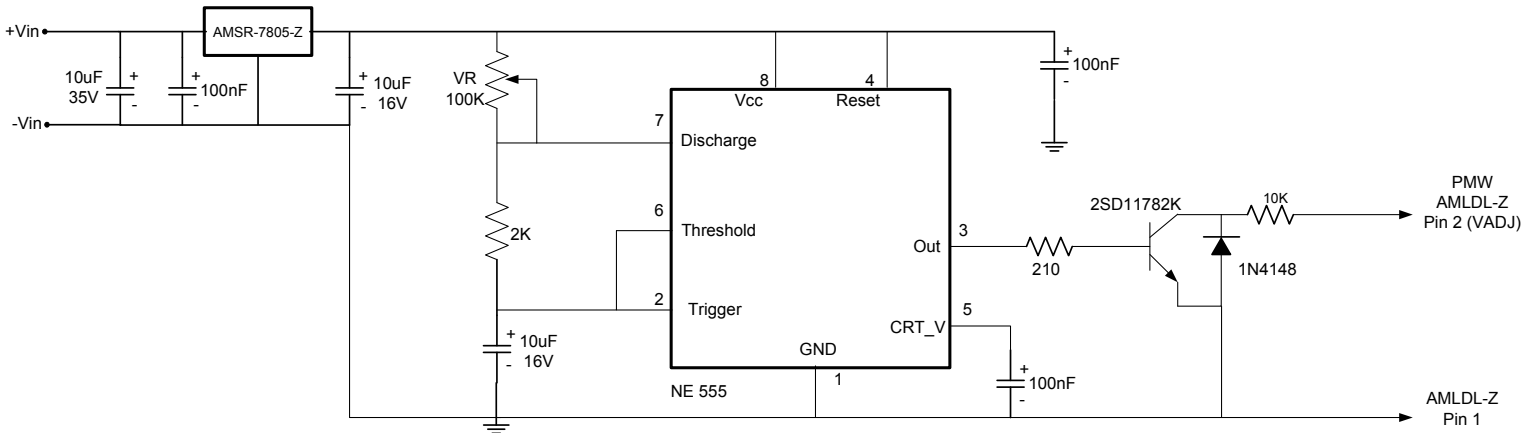 +Vin
AMSR-7805-Z
10uF
35V
+
-
+
100nF
-
+
10uF
16V
-
-Vin
VR
100K
8
Vcc
4
Reset
+
100nF
-
7
Discharge
2K
6
Threshold
2
Trigger
3
Out
210
2SD11782K
10K
1N4148
PMW
AMLDL-Z
Pin 2 (VADJ)
5
CRT_V
GND
1
NE 555
+
10uF
16V
-
+
100nF
-
AMLDL-Z
Pin 1